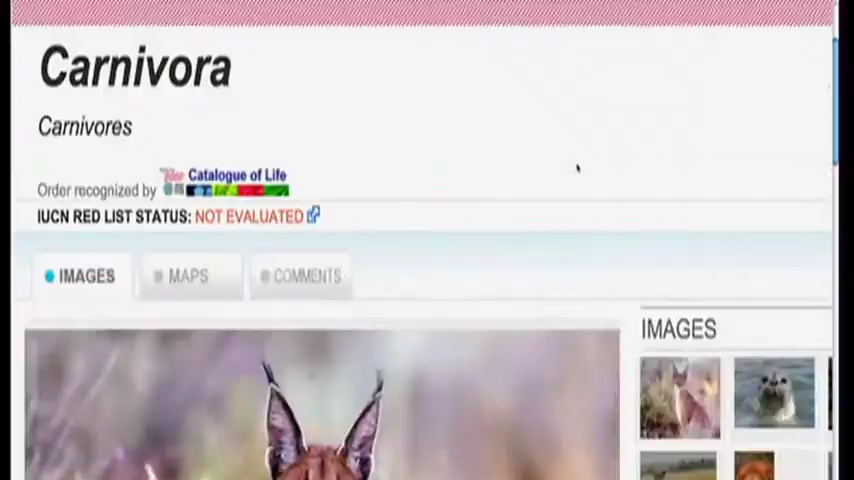 Carnivora
Carnivores
Order recognized by Catalogue of Life
IUCN RED LIST STATUS: NOT EVALUATED
IMAGES
MAPS
COMMENTS
IMAGES